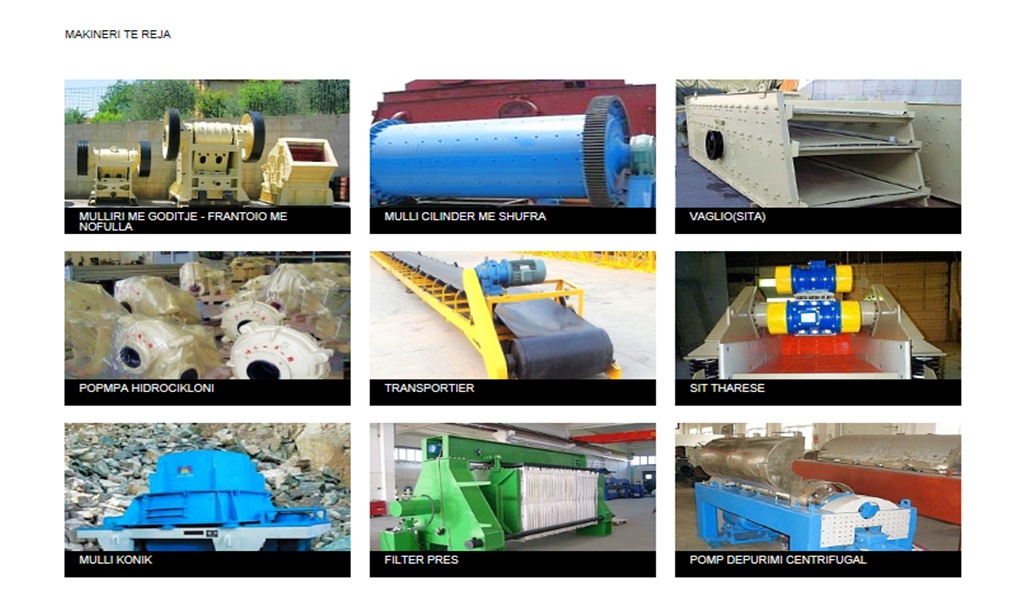 MAKINERI TE REJA
MULLIRI ME GODITJE - FRANTOIO ME
NOFULLA
MULLI CILINDER ME SHUFRA
VAGLIO(SITA)
POPMPA HIDROCIKLONI
TRANSPORTIER
SIT THARESE
MULLI KONIK
FILTER PRES
POMP DEPURIMI CENTRIFUGAL